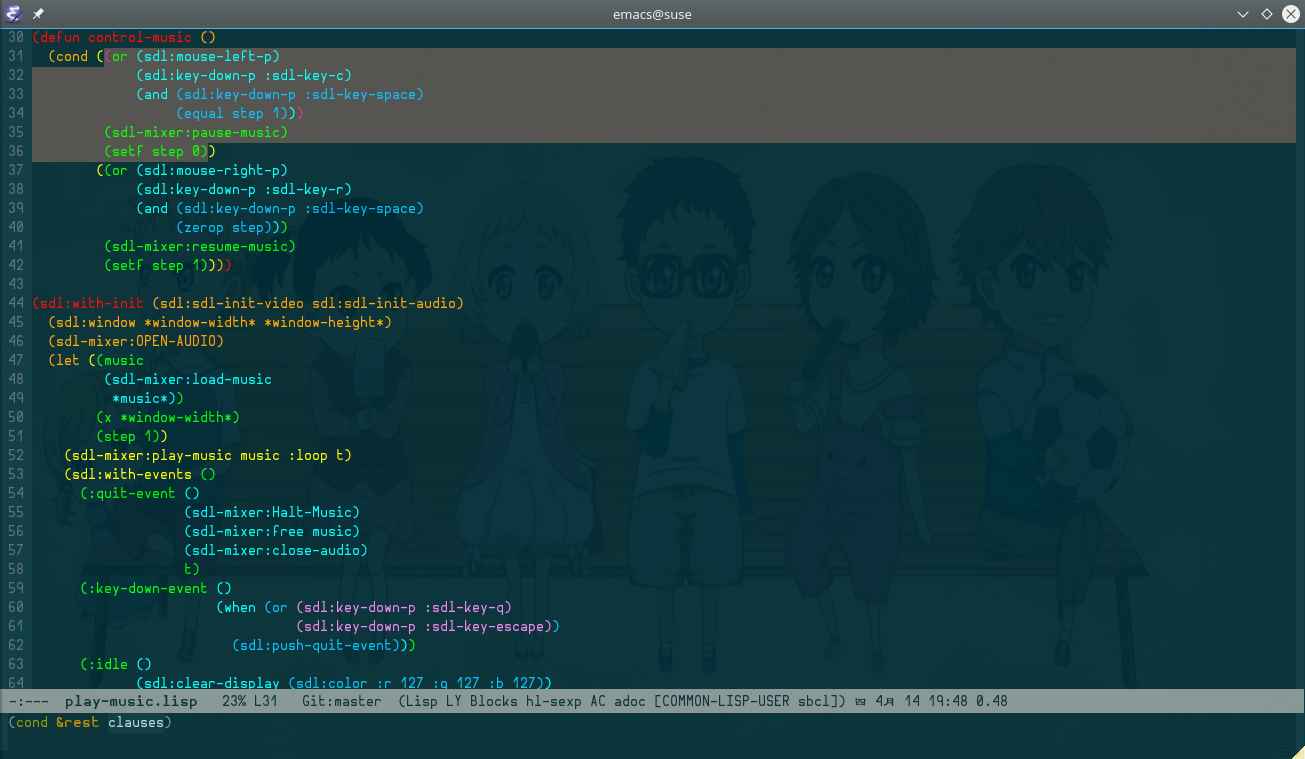 emacs@suse
30 (defun control-music ()
31   (cond ((or (sdl:mouse-left-p)
32              (sdl:key-down-p :sdl-key-c)
33              (and (sdl:key-down-p :sdl-key-space)
34                   (equal step 1)))
35          (sdl-mixer:pause-music)
36          (setf step 0))
37         ((or (sdl:mouse-right-p)
38              (sdl:key-down-p :sdl-key-r)
39              (and (sdl:key-down-p :sdl-key-space)
40                   (zerop step)))
41          (sdl-mixer:resume-music)
42          (setf step 1))))
43
44 (sdl:with-init (sdl:sdl-init-video sdl:sdl-init-audio)
45   (sdl:window *window-width* *window-height*)
46   (sdl-mixer:OPEN-AUDIO)
47   (let ((music
48          (sdl-mixer:load-music
49           *music*))
50         (x *window-width*)
51         (step 1))
52     (sdl-mixer:play-music music :loop t)
53     (sdl:with-events ()
54       (:quit-event ()
55                    (sdl-mixer:Halt-Music)
56                    (sdl-mixer:free music)
57                    (sdl-mixer:close-audio)
58                    t)
59       (:key-down-event ()
60                        (when (or (sdl:key-down-p :sdl-key-q)
61                                  (sdl:key-down-p :sdl-key-escape))
62                          (sdl:push-quit-event)))
63       (:idle ()
64              (sdl:clear-display (sdl:color :r 127 :g 127 :b 127))
-:---  play-music.lisp   23% L31   Git:master  (Lisp LY Blocks hl-sexp AC adoc [COMMON-LISP-USER sbcl]) 四 4月 14 19:48 0.48
(cond &rest clauses)